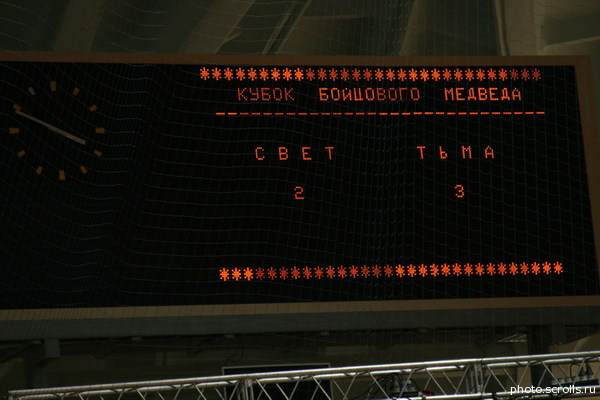 *****************************
КУБОК БОЙЦОВОГО МЕДВЕДА
-----------------------------
СВЕТ ТЬМА
2 3
*****************************
photo.scrolls.ru